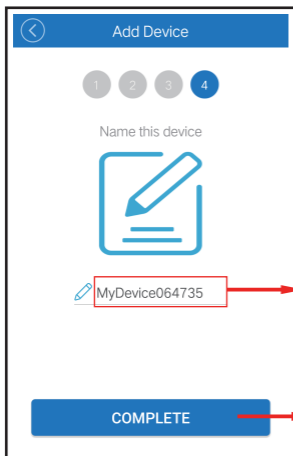 Add Device
1 2 3 4
Name this device
MyDevice064735
COMPLETE